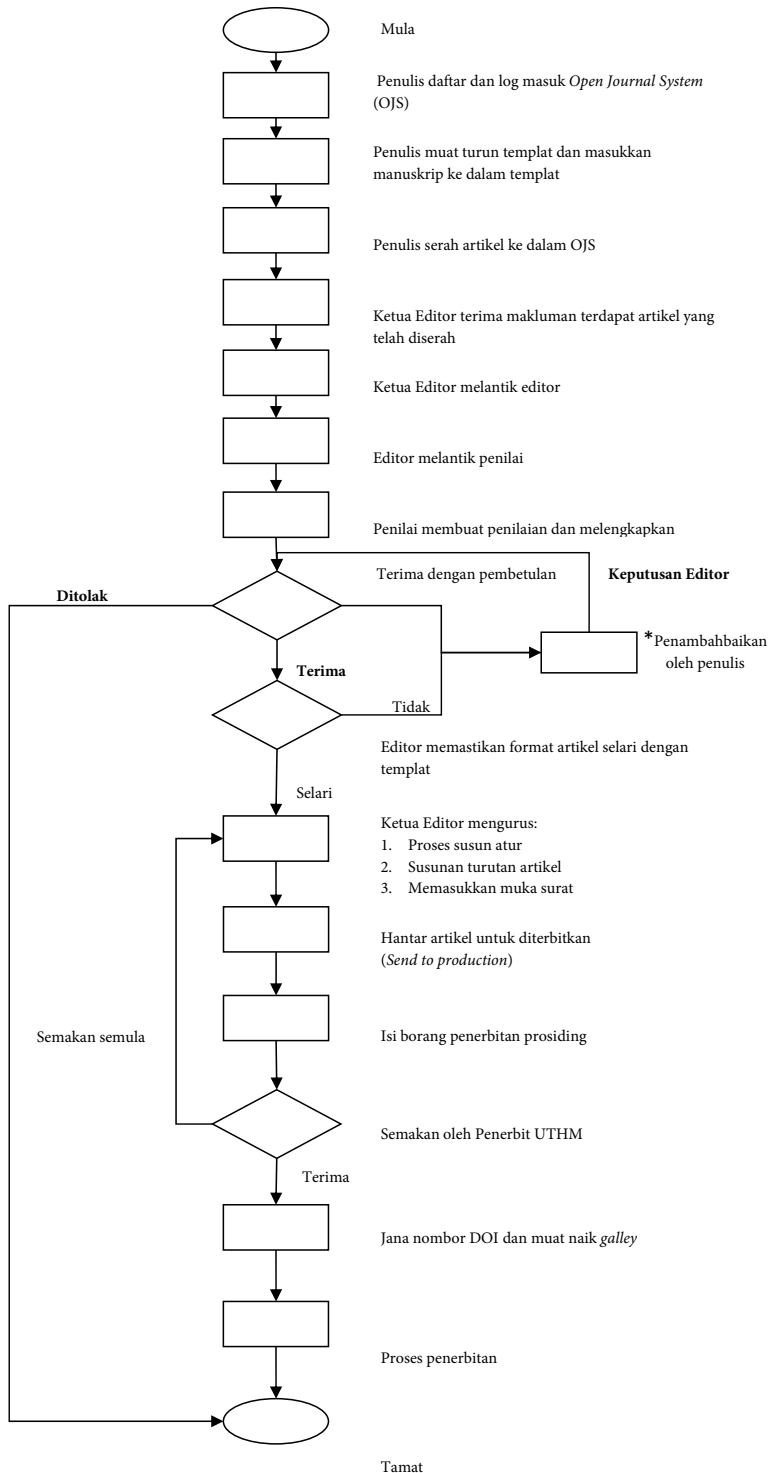 Mula
Penulis daftar dan log masuk Open Journal System
(OJS)
Penulis muat turun templat dan masukkan
manuskrip ke dalam templat
Penulis serah artikel ke dalam OJS
Ketua Editor terima makluman terdapat artikel yang
telah diserah
Ketua Editor melantik editor
Editor melantik penilai
Penilai membuat penilaian dan melengkapkan
Terima dengan pembetulan
Keputusan Editor
Ditolak
*Penambahbaikan
oleh penulis
Terima
Tidak
Editor memastikan format artikel selari dengan
templat
Selari
Ketua Editor mengurus:
1. Proses susun atur
2. Susunan turutan artikel
3. Memasukkan muka surat
Hantar artikel untuk diterbitkan
(Send to production)
Semakan semula
Isi borang penerbitan prosiding
Semakan oleh Penerbit UTHM
Terima
Jana nombor DOI dan muat naik galley
Proses penerbitan
Tamat